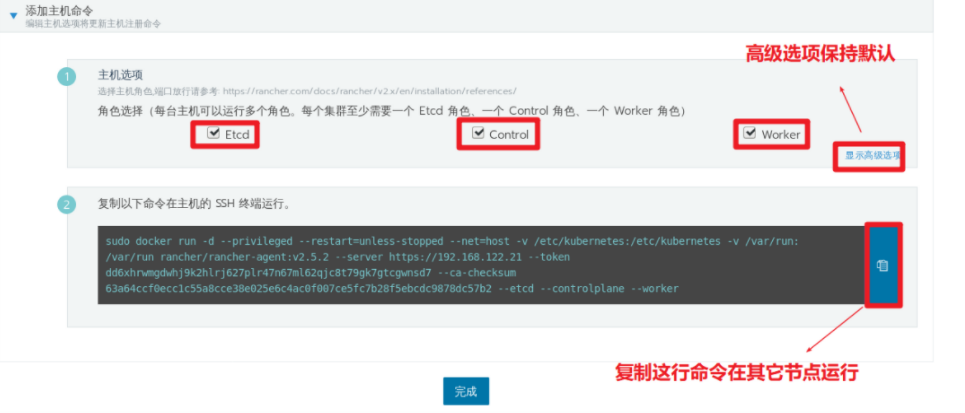 添加主机命令
编辑主机选项将更新主机注册命令
高级选项保持默认
1
主机选项
选择主机角色,端口放行请参考: https://rancher.com/docs/rancher/v2.x/en/installation/references/
角色选择（每台主机可以运行多个角色。每个集群至少需要一个 Etcd 角色、一个 Control 角色、一个 Worker 角色）
Etcd
Control
Worker
显示高级选项
2
复制以下命令在主机的 SSH 终端运行。
sudo docker run -d --privileged --restart=unless-stopped --net=host -v /etc/kubernetes:/etc/kubernetes -v /var/run:
/var/run rancher/rancher-agent:v2.5.2 --server https://192.168.122.21 --token
dd6xhrwmgdwhj9k2hlrj627plr47n67ml62qjc8t79gk7gtcgwnsd7 --ca-checksum
63a64ccf0ecc1c55a8cce38e025e6c4ac0f007ce5fc7b28f5ebcdc9878dc57b2 --etcd --controlplane --worker
复制这行命令在其它节点运行
完成